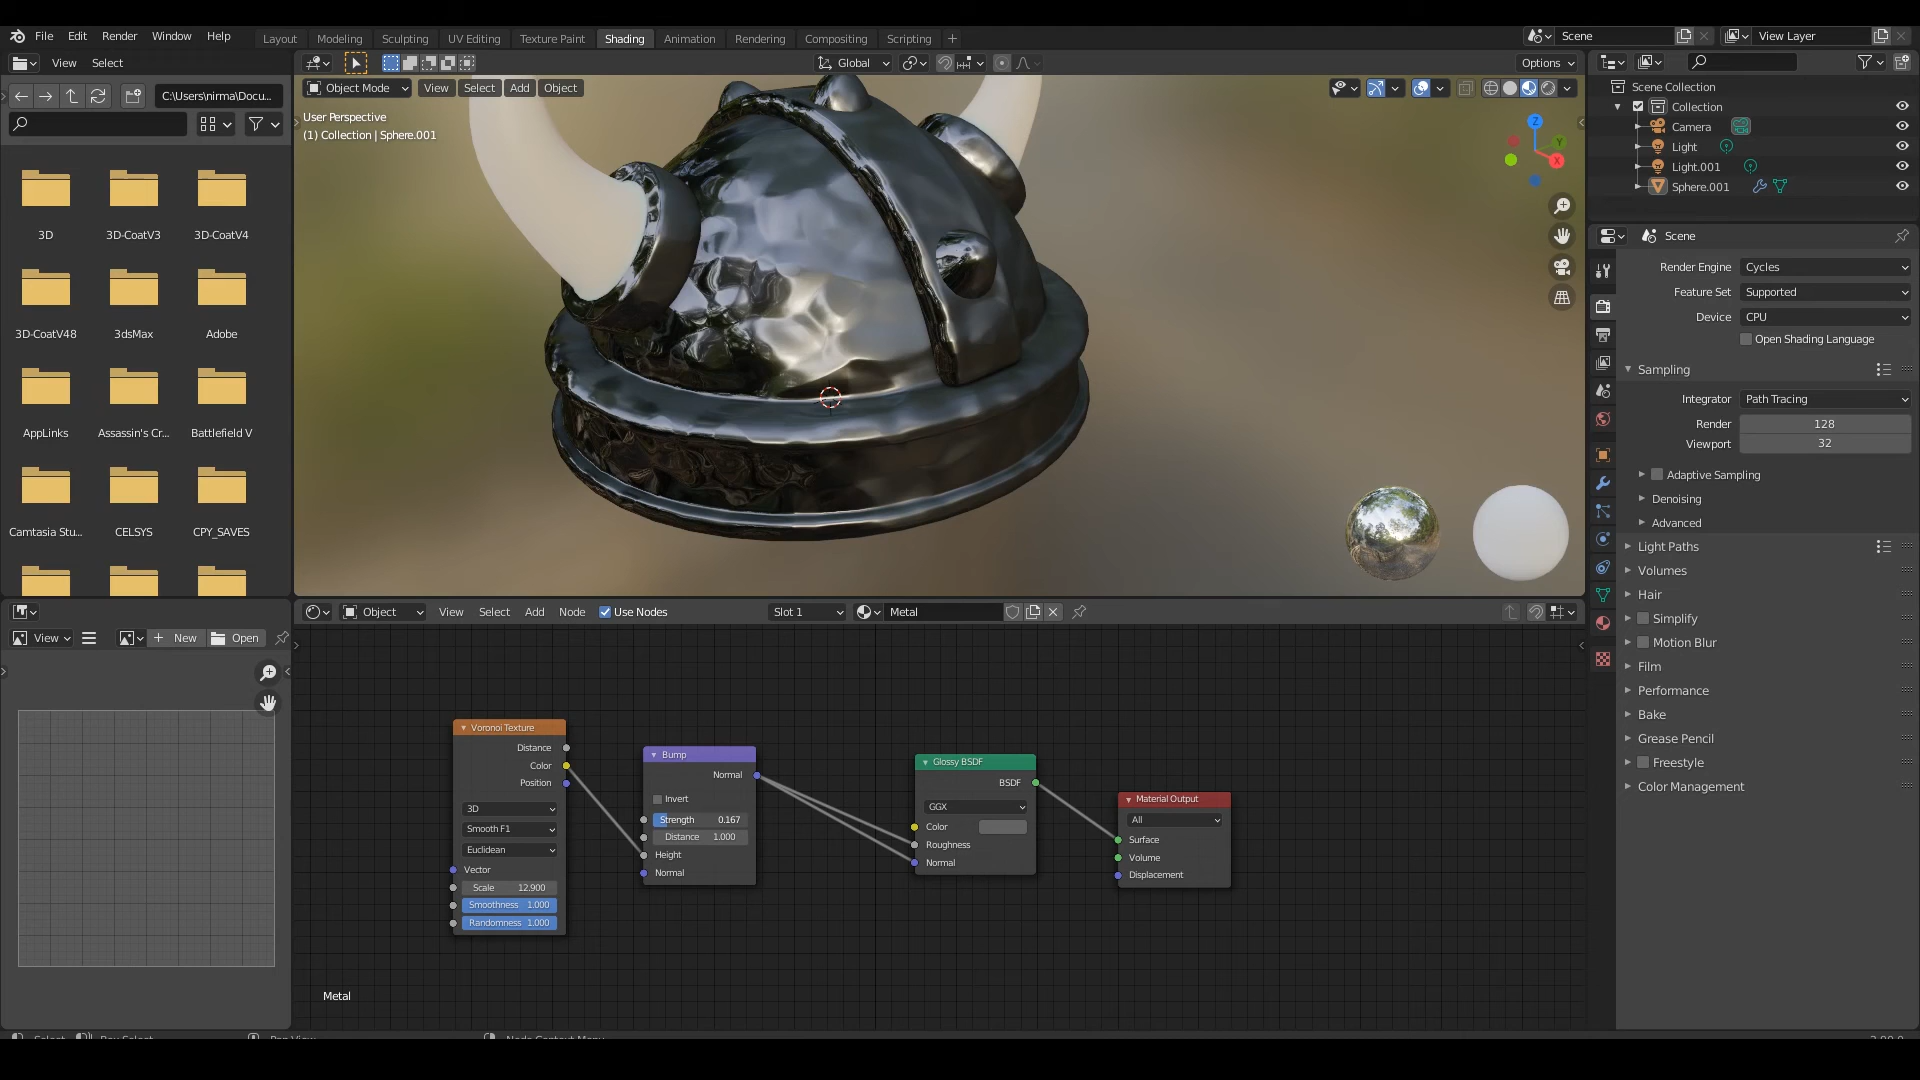 File Edit Render Window Help
Layout Modeling Sculpting UV Editing Texture Paint Shading Animation Rendering Compositing Scripting
Scene
View Layer
View Select
Global
Options
C:\Users\nirma\Docu...
Object Mode View Select Add Object
User Perspective
(1) Collection | Sphere.001
Z
Y
X
3D 3D-CoatV3 3D-CoatV4
3D-CoatV48 3dsMax Adobe
AppLinks Assassin's Cr... Battlefield V
Camtasia Stu... CELSYS CPY_SAVES
Scene Collection
Collection
Camera
Light
Light.001
Sphere.001
Scene
Render Engine Cycles
Feature Set Supported
Device CPU
Open Shading Language
Sampling
Integrator Path Tracing
Render 128
Viewport 32
Adaptive Sampling
Denoising
Advanced
Light Paths
Volumes
Hair
Simplify
Motion Blur
Film
Performance
Bake
Grease Pencil
Freestyle
Color Management
View New Open
Object View Select Add Node Use Nodes Slot 1 Metal
Voronoi Texture
Distance
Color
Position
3D
Smooth F1
Euclidean
Vector
Scale 12.900
Smoothness 1.000
Randomness 1.000
Bump
Normal
Invert
Strength 0.167
Distance 1.000
Height
Normal
Glossy BSDF
BSDF
GGX
Color
Roughness
Normal
Material Output
All
Surface
Volume
Displacement
Metal